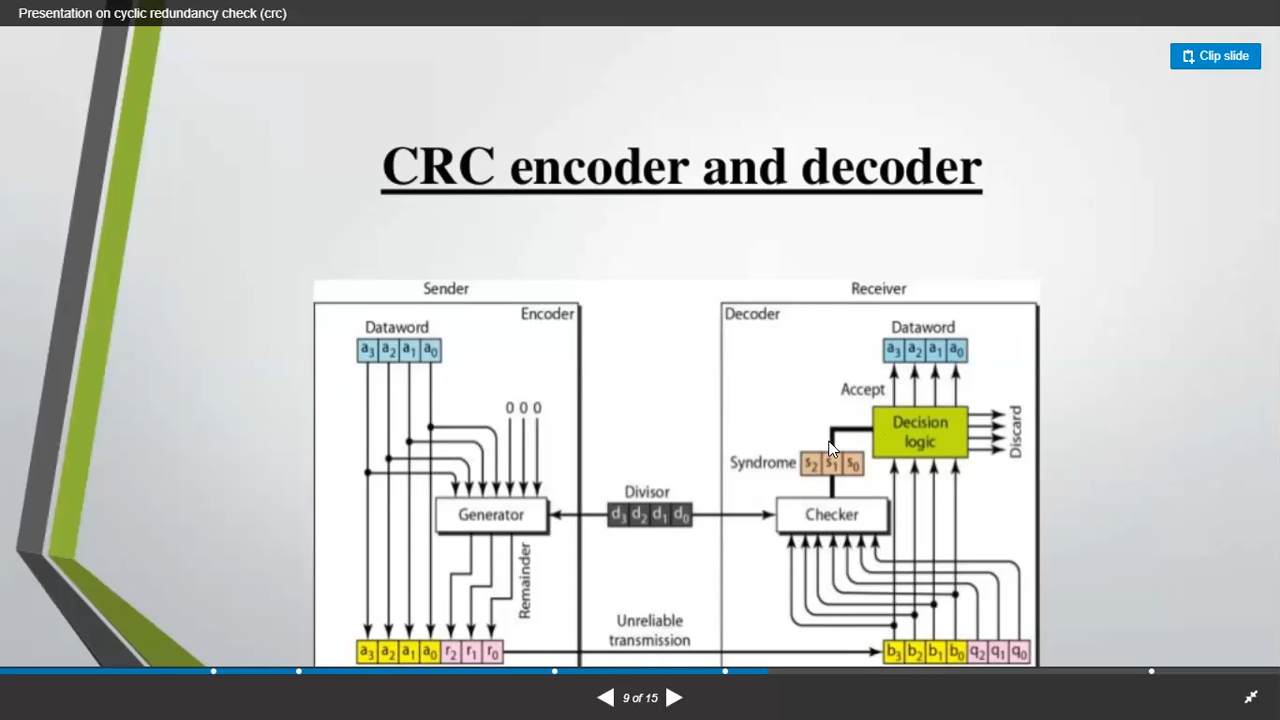 Presentation on cyclic redundancy check (crc)
Clip slide
CRC encoder and decoder
Sender
Receiver
Encoder
Decoder
Dataword
Dataword
a3 a2 a1 a0
a3 a2 a1 a0
Accept
0 0 0
Decision
logic
Discard
Syndrome
s2 s1 s0
Divisor
Generator
d3 d2 d1 d0
Checker
Remainder
Unreliable
transmission
a3 a2 a1 a0 r2 r1 r0
b3 b2 b1 b0 q2 q1 q0
9 of 15